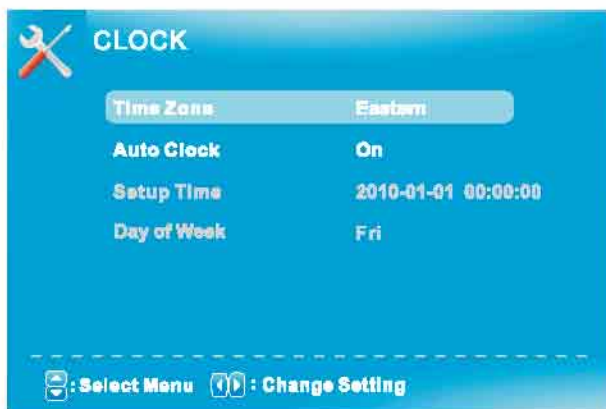 CLOCK
Time Zone Eastern
Auto Clock On
Setup Time 2010-01-01 00:00:00
Day of Week Fri
: Select Menu : Change Setting